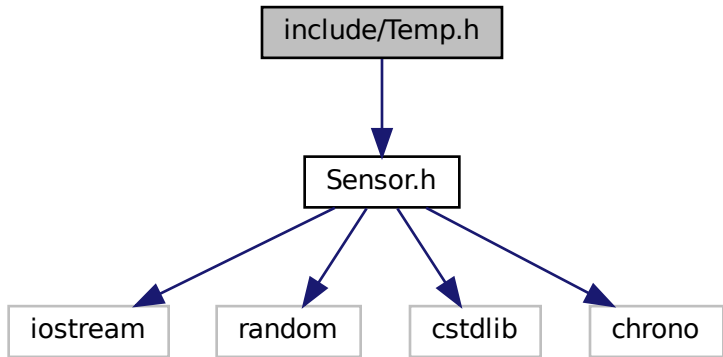 include/Temp.h
Sensor.h
iostream
random
cstdlib
chrono